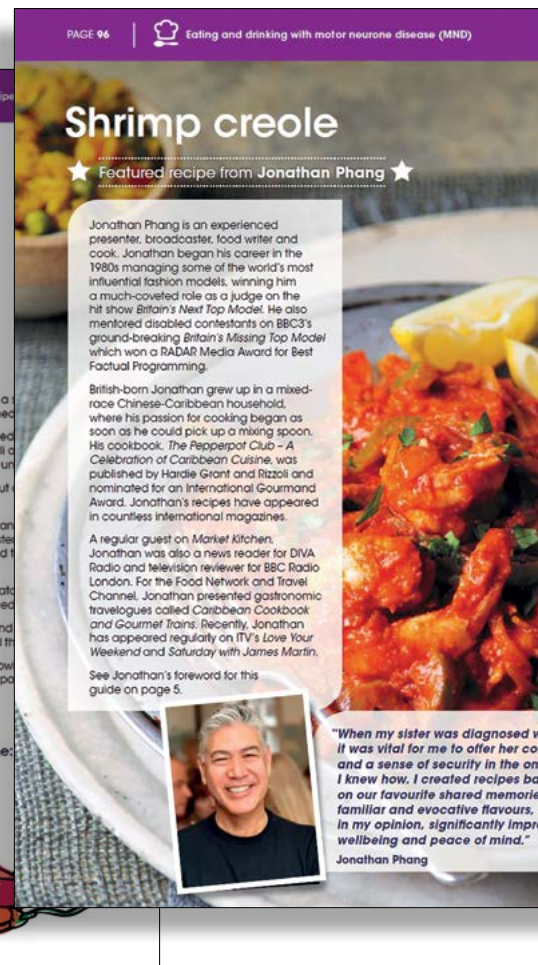 PAGE 96
Eating and drinking with motor neurone disease (MND)
Shrimp creole
Featured recipe from Jonathan Phang
Jonathan Phang is an experienced
presenter, broadcaster, food writer and
cook. Jonathan began his career in the
1980s managing some of the world's most
influential fashion models, winning him
a much-coveted role as a judge on the
hit show Britain's Next Top Model. He also
mentored disabled contestants on BBC3's
ground-breaking Britain's Missing Top Model
which won a RADAR Media Award for Best
Factual Programming.
British-born Jonathan grew up in a mixed-
race Chinese-Caribbean household,
where his passion for cooking began as
soon as he could pick up a mixing spoon.
His cookbook, The Pepperpot Club – A
Celebration of Caribbean Cuisine, was
published by Hardie Grant and Rizzoli and
nominated for an International Gourmand
Award. Jonathan's recipes have appeared
in countless international magazines.
A regular guest on Market Kitchen,
Jonathan was also a news reader for DIVA
Radio and television reviewer for BBC Radio
London. For the Food Network and Travel
Channel, Jonathan presented gastronomic
travelogues called Caribbean Cookbook
and Gourmet Trains. Recently, Jonathan
has appeared regularly on ITV's Love Your
Weekend and Saturday with James Martin.
See Jonathan's foreword for this
guide on page 5.
"When my sister was diagnosed
it was vital for me to offer her
and a sense of security in the
I knew how. I created recipes
on our favourite shared
familiar and evocative flavours,
in my opinion, significantly
wellbeing and peace of mind."
Jonathan Phang